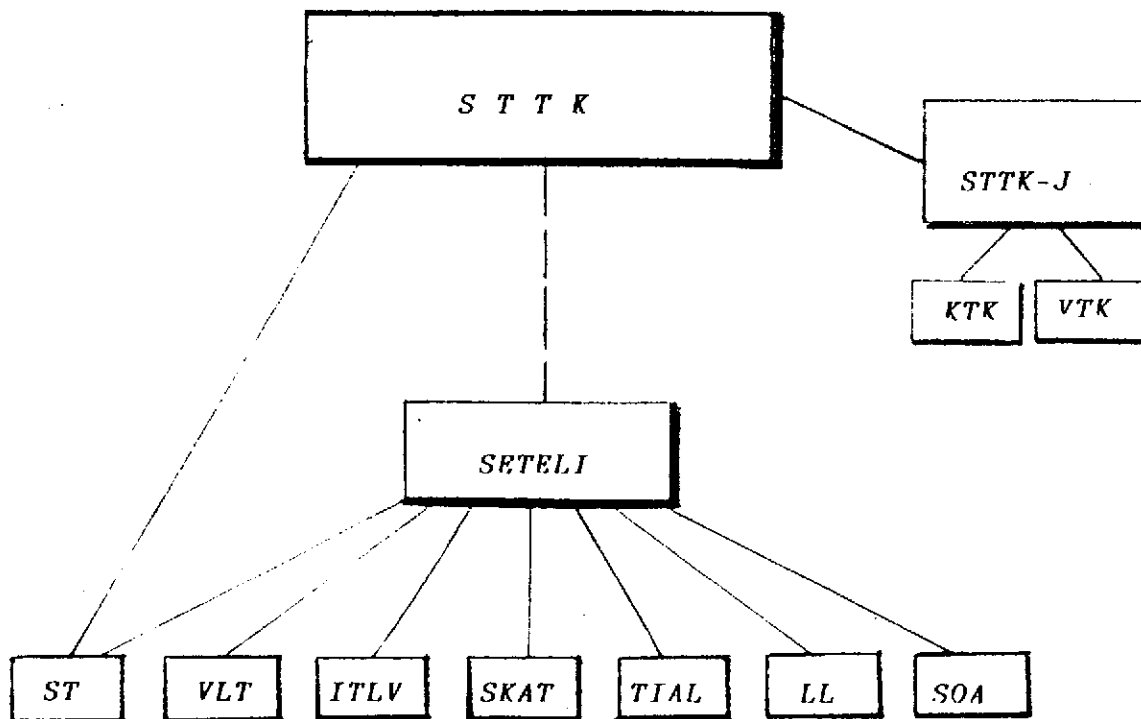 S T T K
STTK-J
KTK VTK
SETELI
ST VLT ITLV SKAT TIAL LL SOA